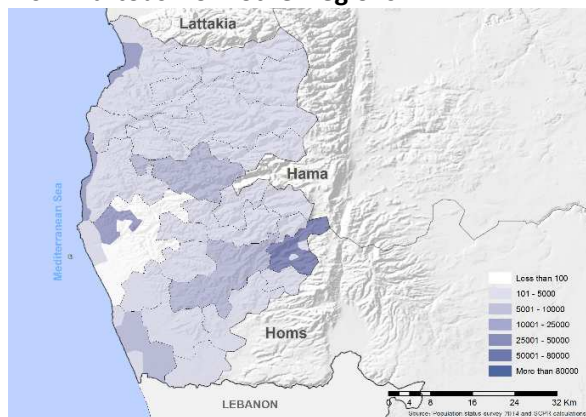 Lattakia
Hama
Mediterranean Sea
Less than 100
101 - 5000
5001 - 10000
10001 - 25000
25001 - 50000
50001 - 80000
More than 80000
Homs
0 4 8 16 24 32 KM
LEBANON
Source: Population status survey 2014 and SCPR calculation